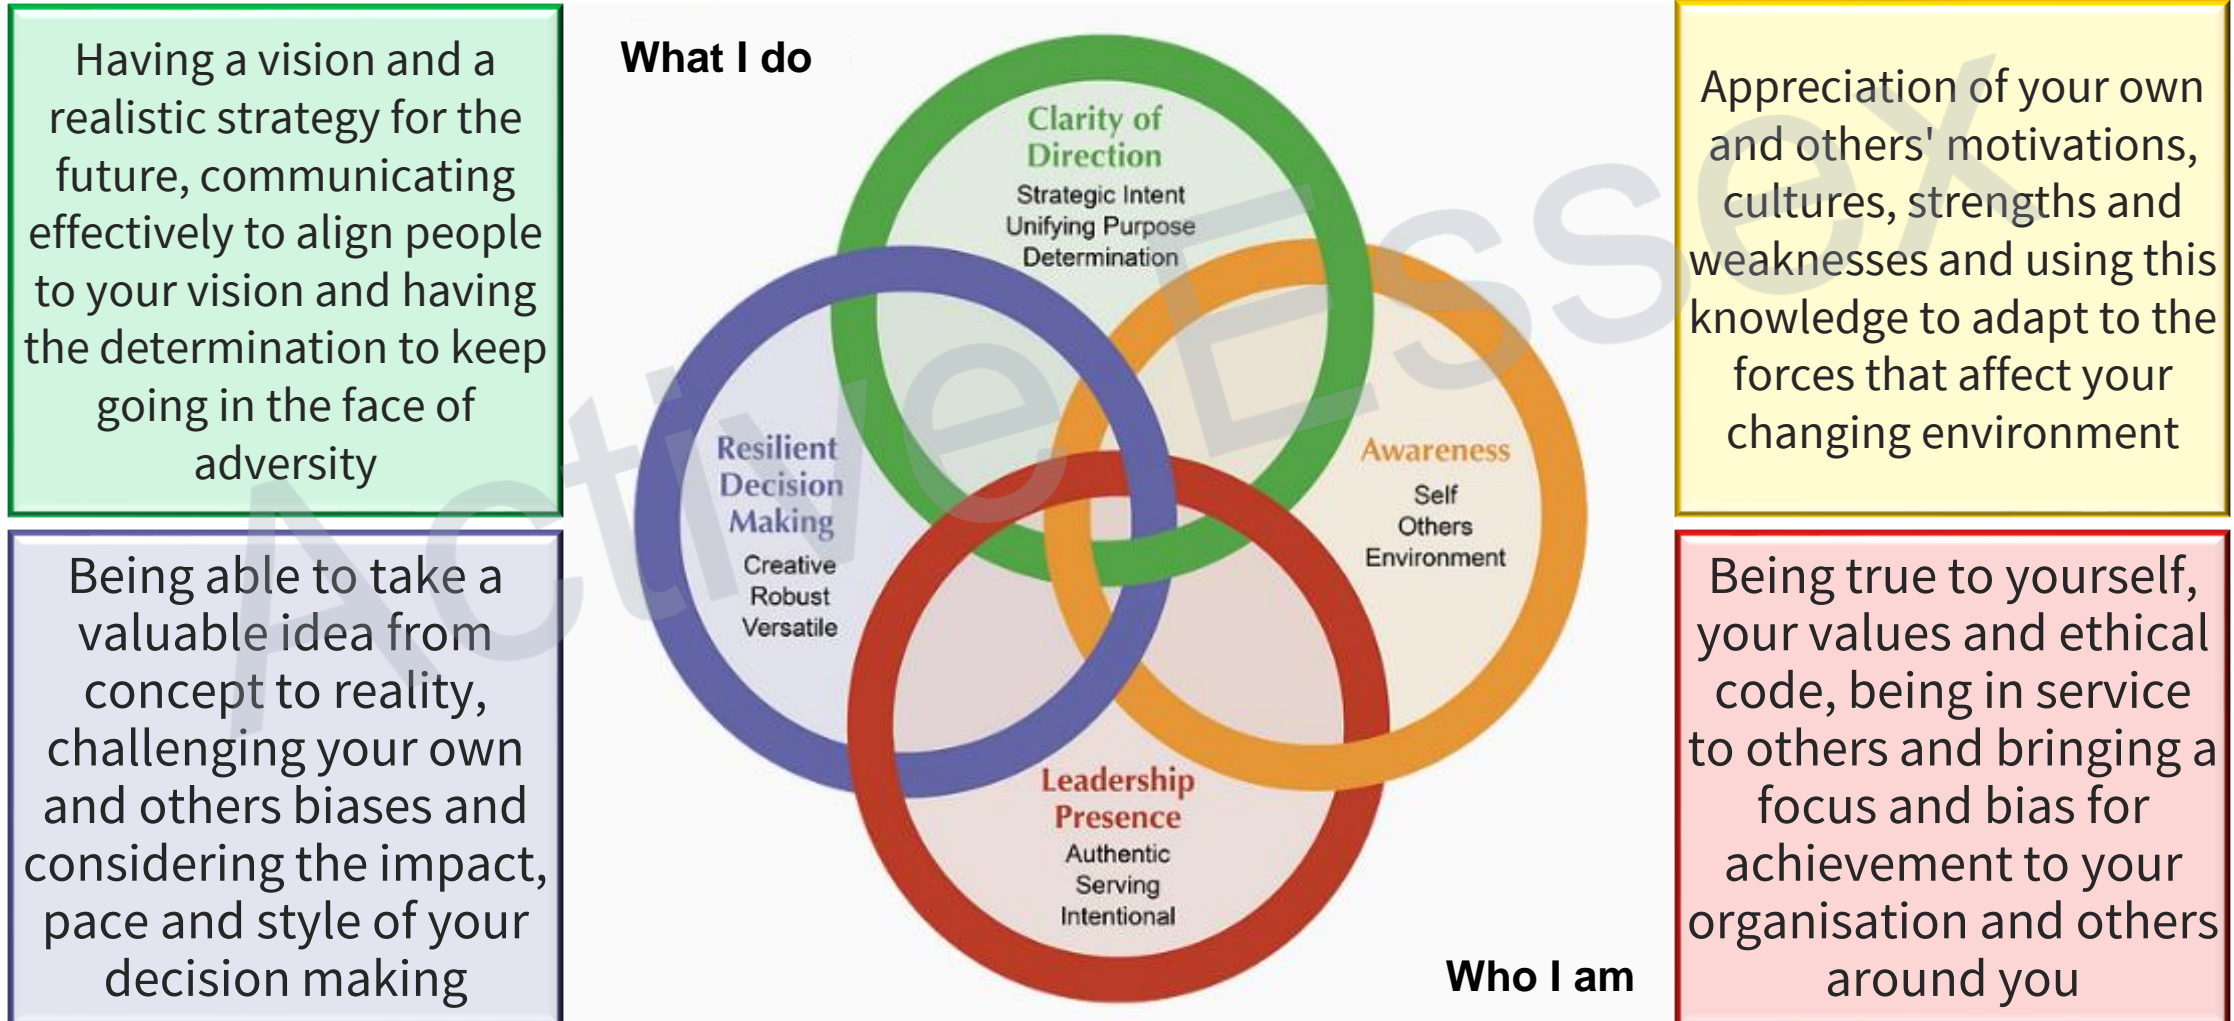 Having a vision and a
realistic strategy for the
future, communicating
effectively to align people
to your vision and having
the determination to keep
going in the face of
adversity
Being able to take a
valuable idea from
concept to reality,
challenging your own
and others biases and
considering the impact,
pace and style of your
decision making
What I do
Clarity of
Direction
Strategic Intent
Unifying Purpose
Determination
Resilient
Decision
Making
Creative
Robust
Versatile
Awareness
Self
Others
Environment
Leadership
Presence
Authentic
Serving
Intentional
Who I am
Appreciation of your own
and others' motivations,
cultures, strengths and
weaknesses and using this
knowledge to adapt to the
forces that affect your
changing environment
Being true to yourself,
your values and ethical
code, being in service
to others and bringing a
focus and bias for
achievement to your
organisation and others
around you
Active Essex